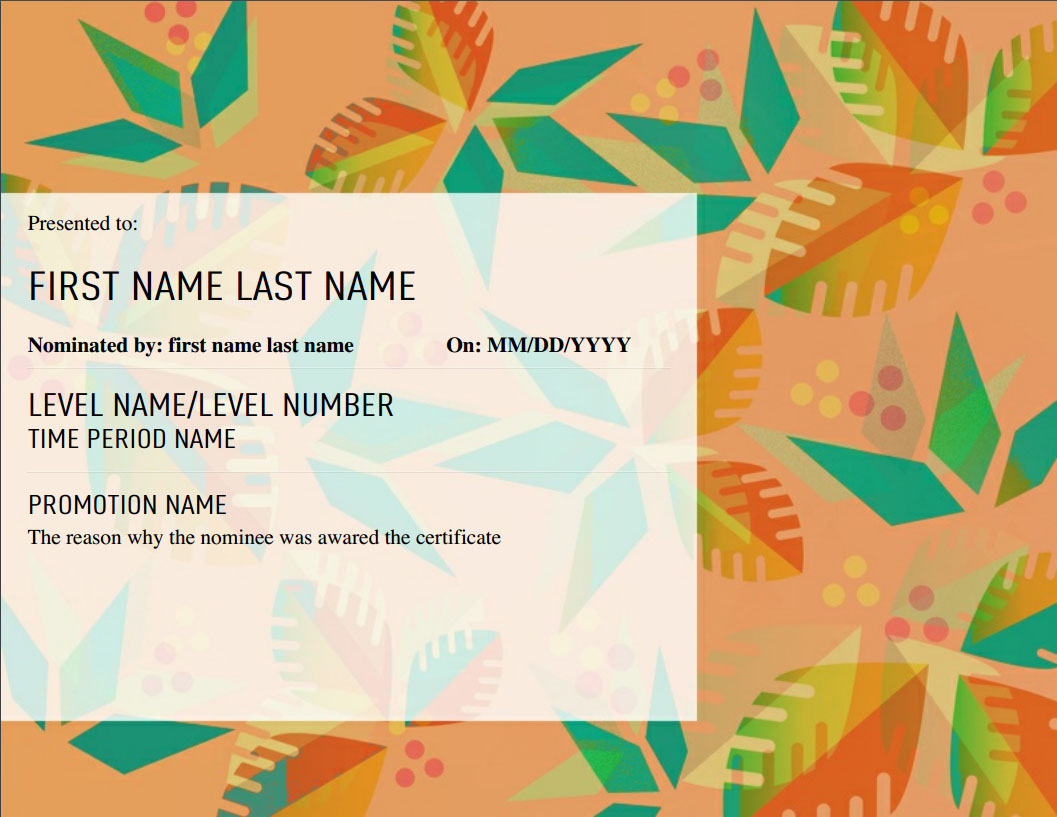 Presented to:
FIRST NAME LAST NAME
Nominated by: first name last name On: MM/DD/YYYY
LEVEL NAME/LEVEL NUMBER
TIME PERIOD NAME
PROMOTION NAME
The reason why the nominee was awared the certificate